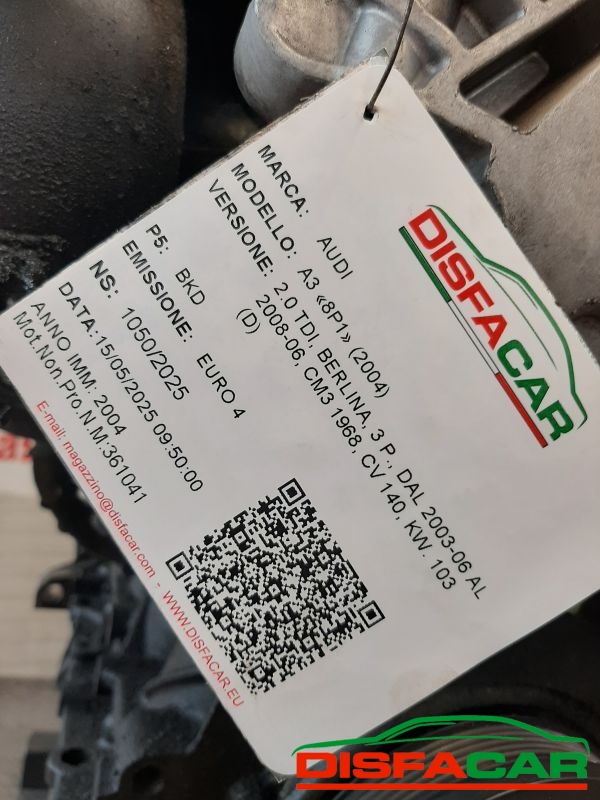 DISFACAR
MARCA: AUDI
MODELLO: A3 «8P1» (2004)
VERSIONE: 2.0 TDI, BERLINA, 3 P., DAL 2003-06 AL
2008-06, CM3 1968, CV 140, KW. 103
(D)
P5: BKD
EMISSIONE: EURO 4
NS: 1050/2025
DATA:15/05/2025 09:50:00
ANNO IMM: 2004
Mot.Non.Pro.N.M:361041
E-mail: magazzino@disfacar.com - WWW.DISFACAR.EU
DISFACAR